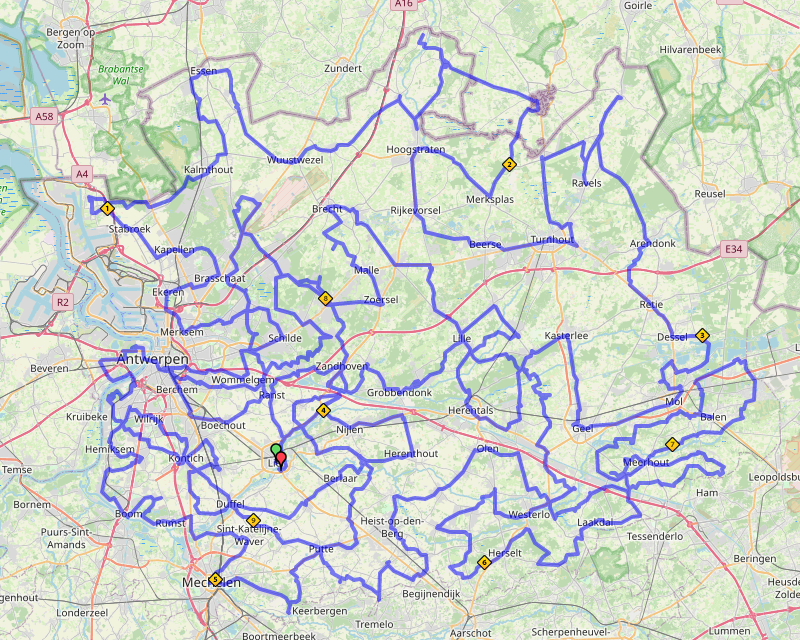 A16
Goirle
Bergen op
Zoom
Hilvarenbeek
Essen
Zundert
Brabantse
Wal
A58
Hoogstraten
Wuustwezel
2
Kalmthout
A4
Ravels
Reusel
Merksplas
1
Brecht
Rijkevorsel
Stabroek
Turnhout
Beerse
Arendonk
Kapellen
E34
Malle
Brasschaat
Ekeren
8
Zoersel
R2
Retie
Merksem
Schilde
Lille
Kasterlee
Dessel
3
Antwerpen
Zandhoven
Beveren
Wommelgem
Berchem
Ranst
Grobbendonk
Mol
4
Herentals
Kruibeke
Wilrijk
Balen
Boechout
Nijlen
Geel
7
Hemiksem
Kontich
Herenthout
Olen
Meerhout
Temse
Berlaar
Leopoldsbu
Ham
Bornem
Duffel
Boom
Rumst
9
Heist-op-den-
Berg
Westerlo
Laakdal
Sint-Katelijne-
Waver
Puurs-Sint-
Amands
Tessenderlo
Putte
Herselt
6
Beringen
5
Mechelen
Begijnendijk
Heusde
Zolde
Londerzeel
Keerbergen
Tremelo
Boortmeerbeek
Aarschot
Scherpenheuvel-
Lummen